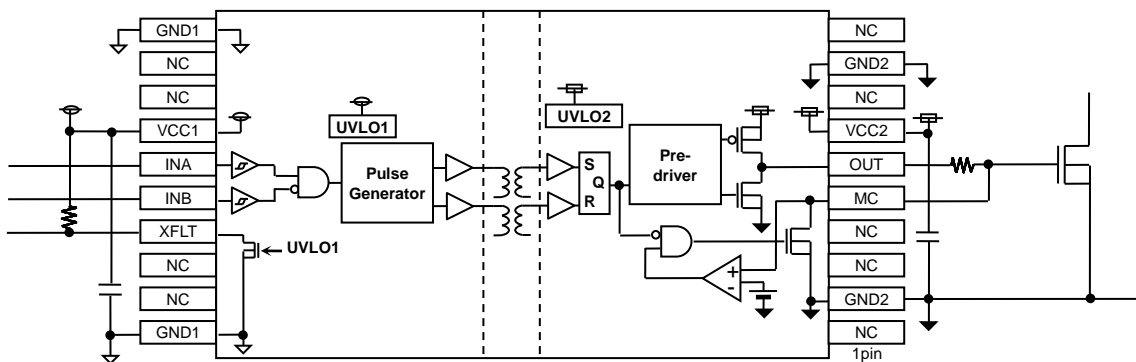 GND1
NC
NC
VCC1
INA
INB
XFLT
NC
NC
GND1
UVLO1
UVLO1
Pulse
Generator
UVLO2
S
Q
R
Pre-
driver
+
-
NC
GND2
NC
VCC2
OUT
MC
NC
NC
GND2
NC
1pin